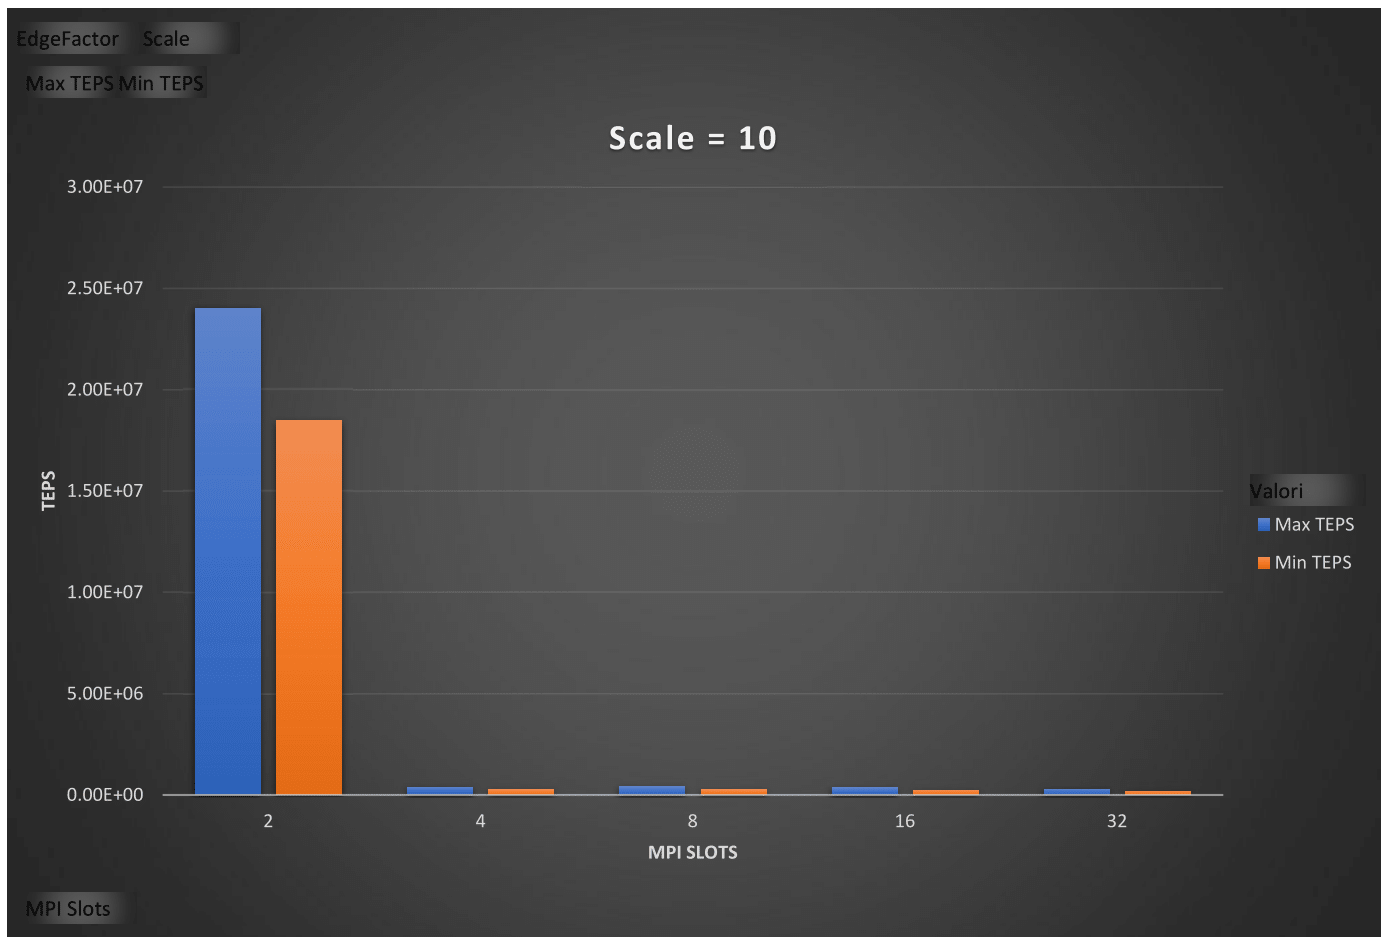 EdgeFactor Scale
Max TEPS Min TEPS
Scale = 10
3.00E+07
2.50E+07
2.00E+07
1.50E+07
1.00E+07
5.00E+06
0.00E+00
TEPS
2 4 8 16 32
MPI SLOTS
Valori
Max TEPS
Min TEPS
MPI Slots